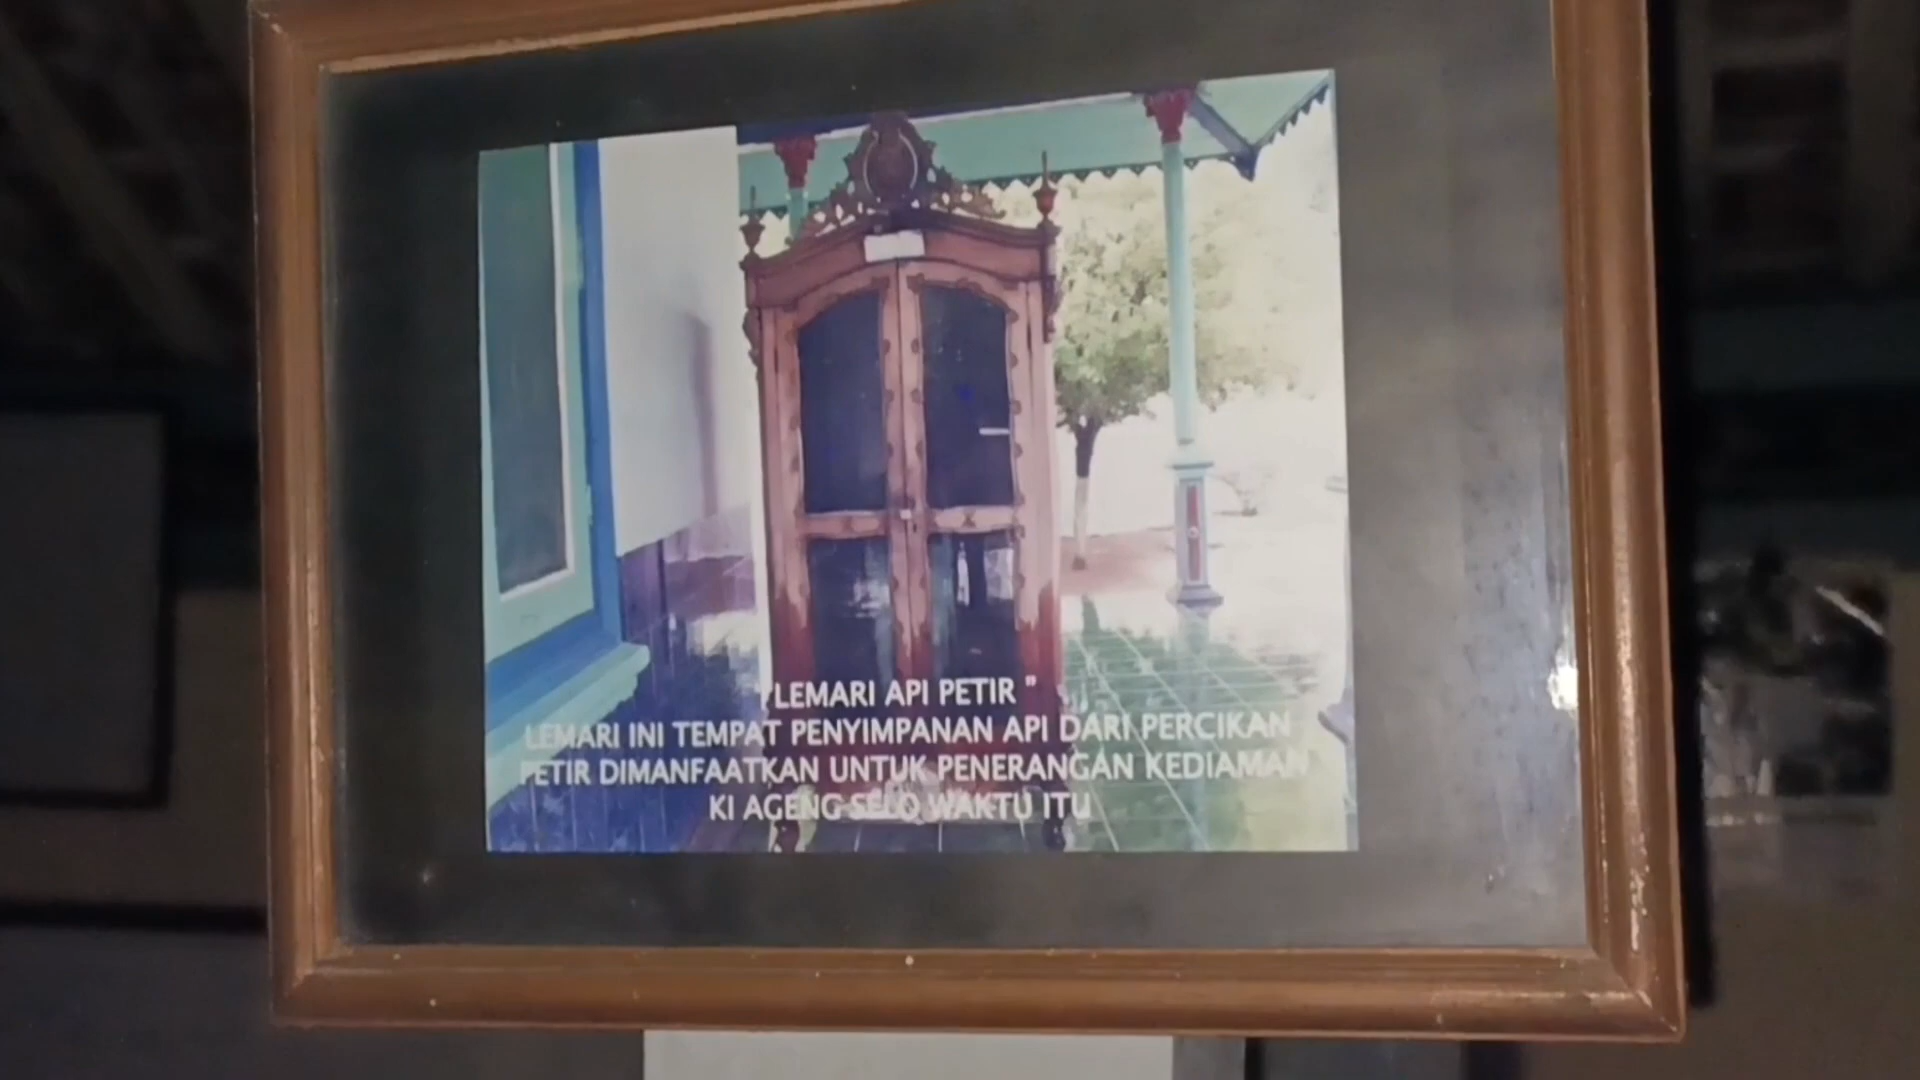 "LEMARI API PETIR "
LEMARI INI TEMPAT PENYIMPANAN API DARI PERCIKAN
PETIR DIMANFAATKAN UNTUK PENERANGAN KEDIAMAN
KI AGENG SELO WAKTU ITU